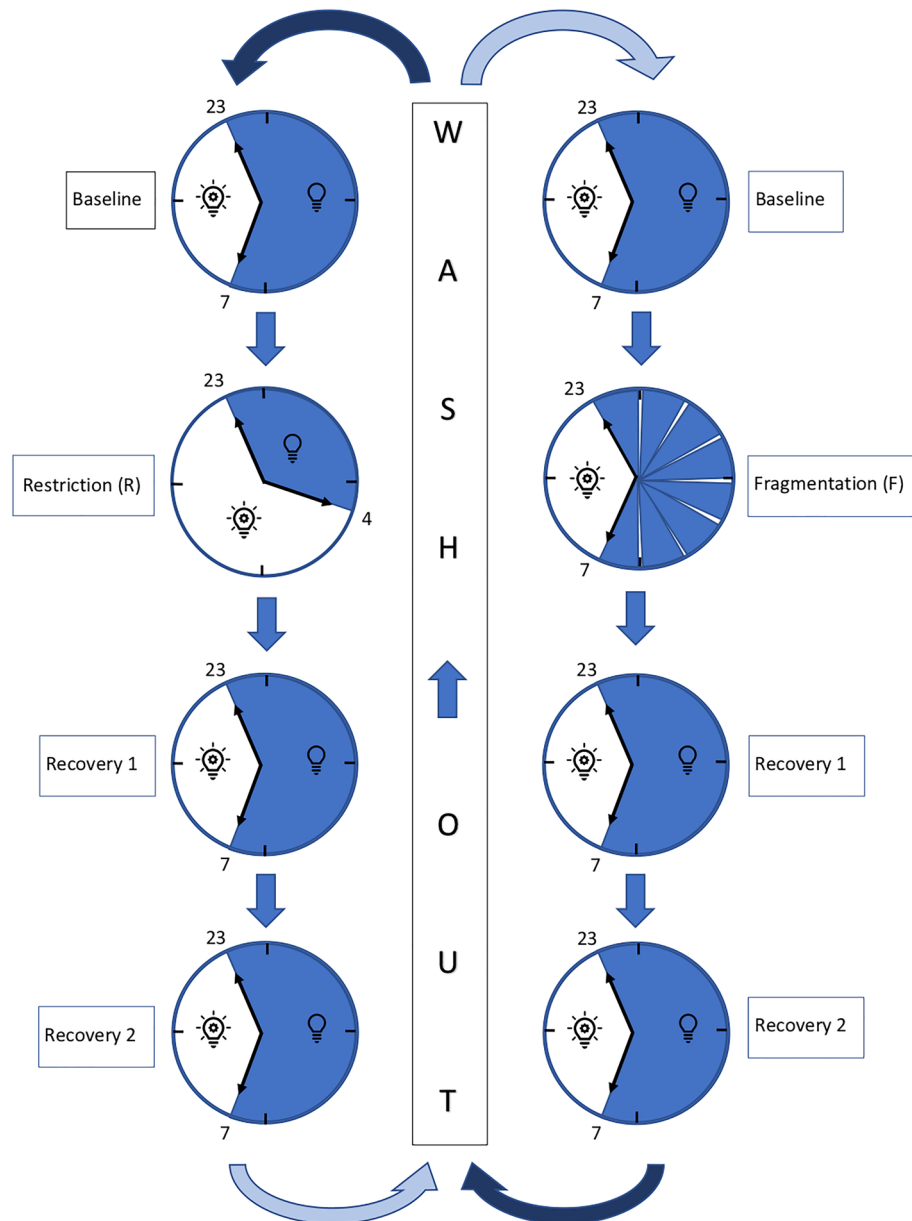 23
Baseline
7
23
Restriction (R)
4
23
Recovery 1
7
23
Recovery 2
7
W
A
S
H
O
U
T
23
Baseline
7
23
Fragmentation (F)
7
23
Recovery 1
7
23
Recovery 2
7